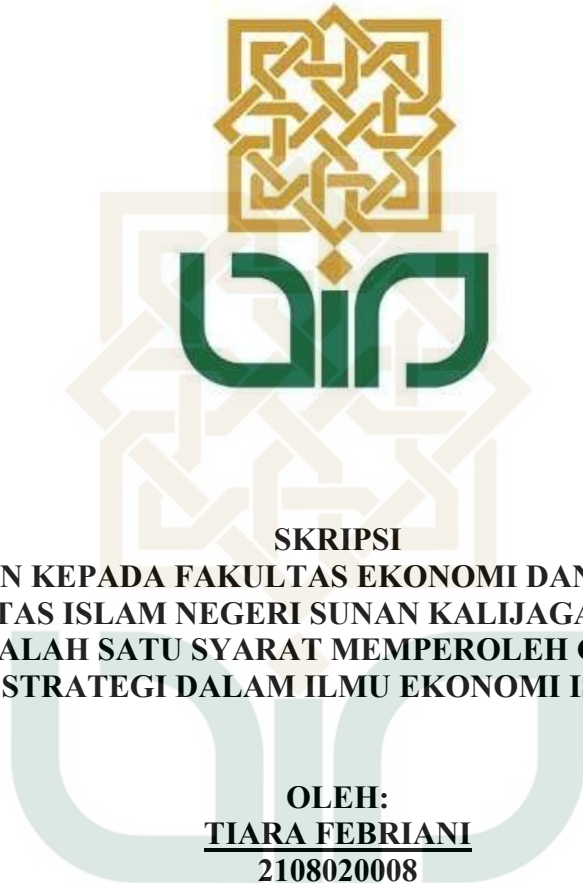 uin
SKRIPSI
N KEPADA FAKULTAS EKONOMI DAN
TAS ISLAM NEGERI SUNAN KALIJAGA
ALAH SATU SYARAT MEMPEROLEH
STRATEGI DALAM ILMU EKONOMI I
OLEH:
TIARA FEBRIANI
2108020008